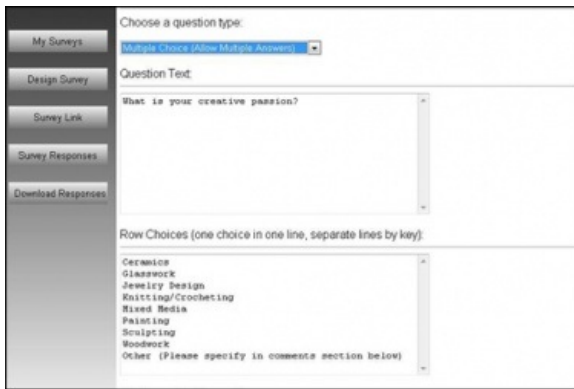 My Surveys
Design Survey
Survey Link
Survey Responses
Download Responses
Choose a question type:
Multiple Choice (Allow Multiple Answers)
Question Text:
What is your creative passion?
Row Choices (one choice in one line, separate lines by key):
Ceramics
Glasswork
Jewelry Design
Knitting/Crocheting
Mixed Media
Painting
Sculpting
Woodwork
Other (Please specify in comments section below)